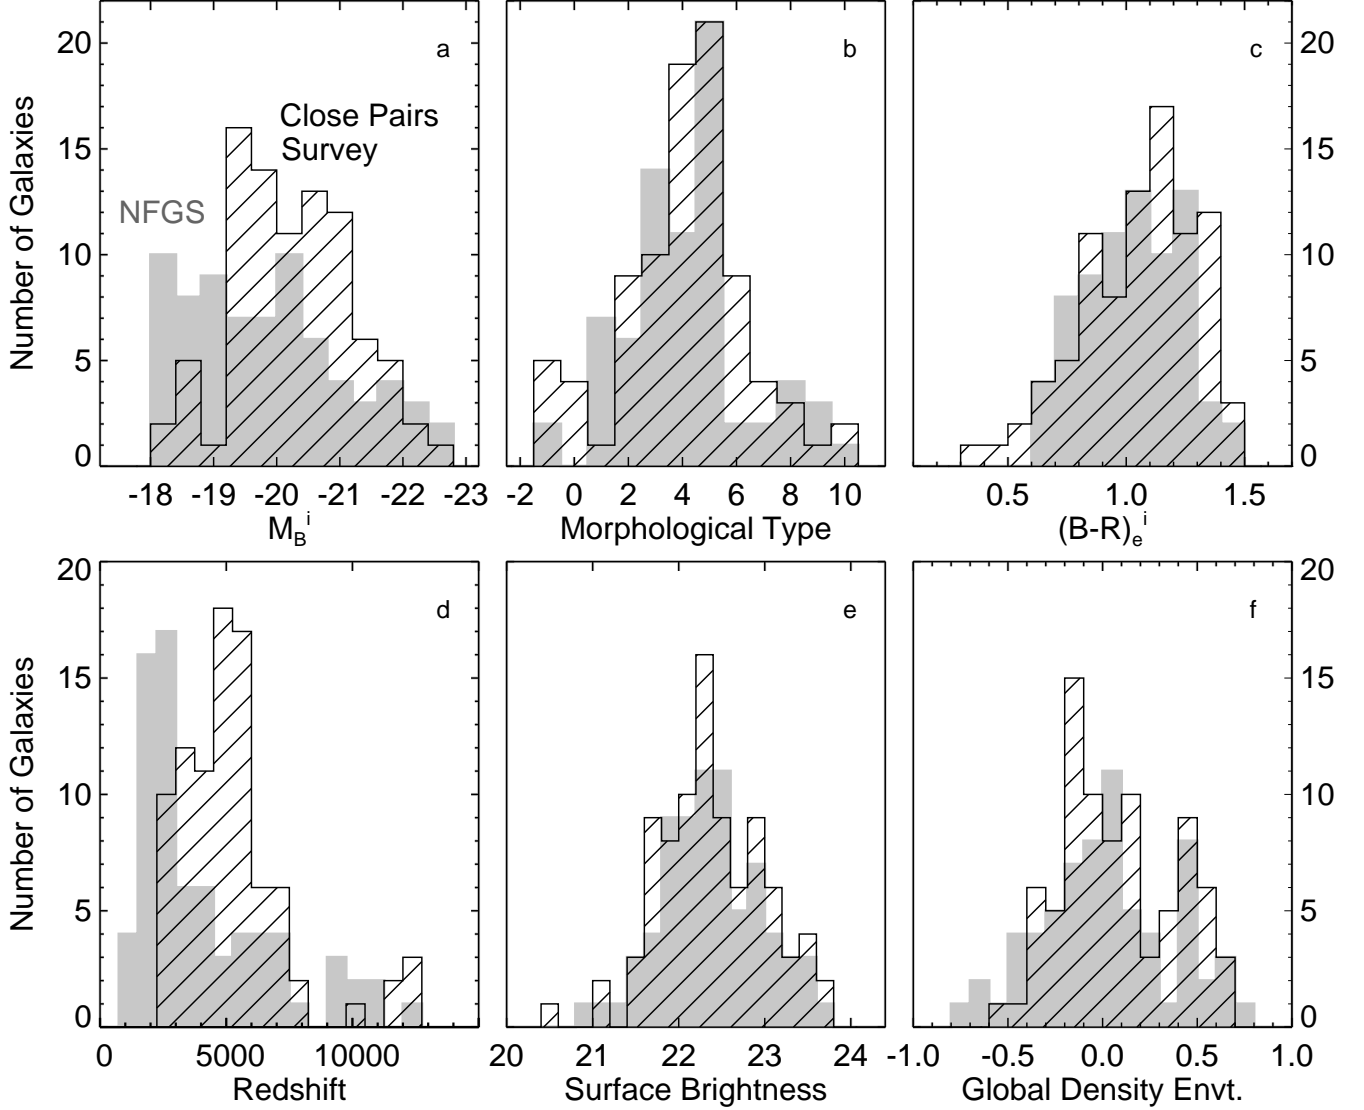 20
15
10
5
0
Number of Galaxies
a
Close Pairs
Survey
NFGS
-18 -19 -20 -21 -22 -23
M_B^i
b
-2 0 2 4 6 8 10
Morphological Type
c
20
15
10
5
0
0.5 1.0 1.5
(B-R)_e^i
20
15
10
5
0
Number of Galaxies
d
0 5000 10000
Redshift
e
20 21 22 23 24
Surface Brightness
f
20
15
10
5
0
-1.0 -0.5 0.0 0.5 1.0
Global Density Envt.